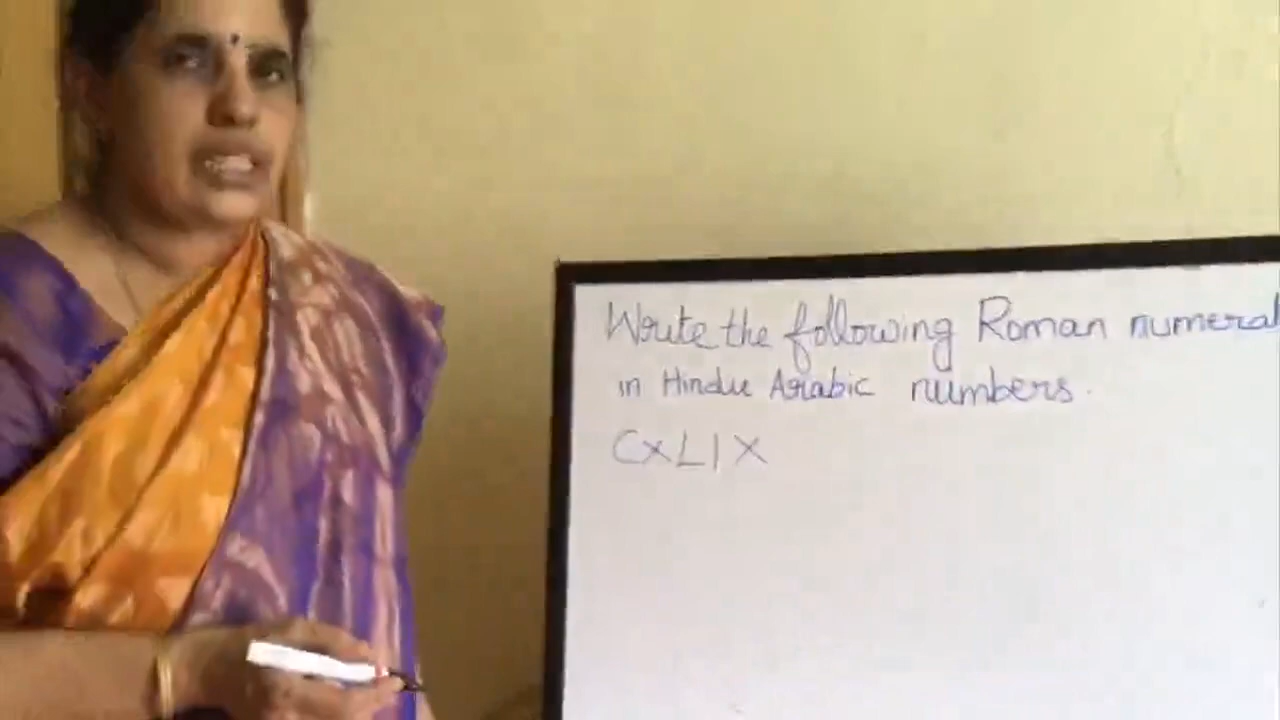 Write the following Roman numeral
in Hindu Arabic numbers.
CXLIX